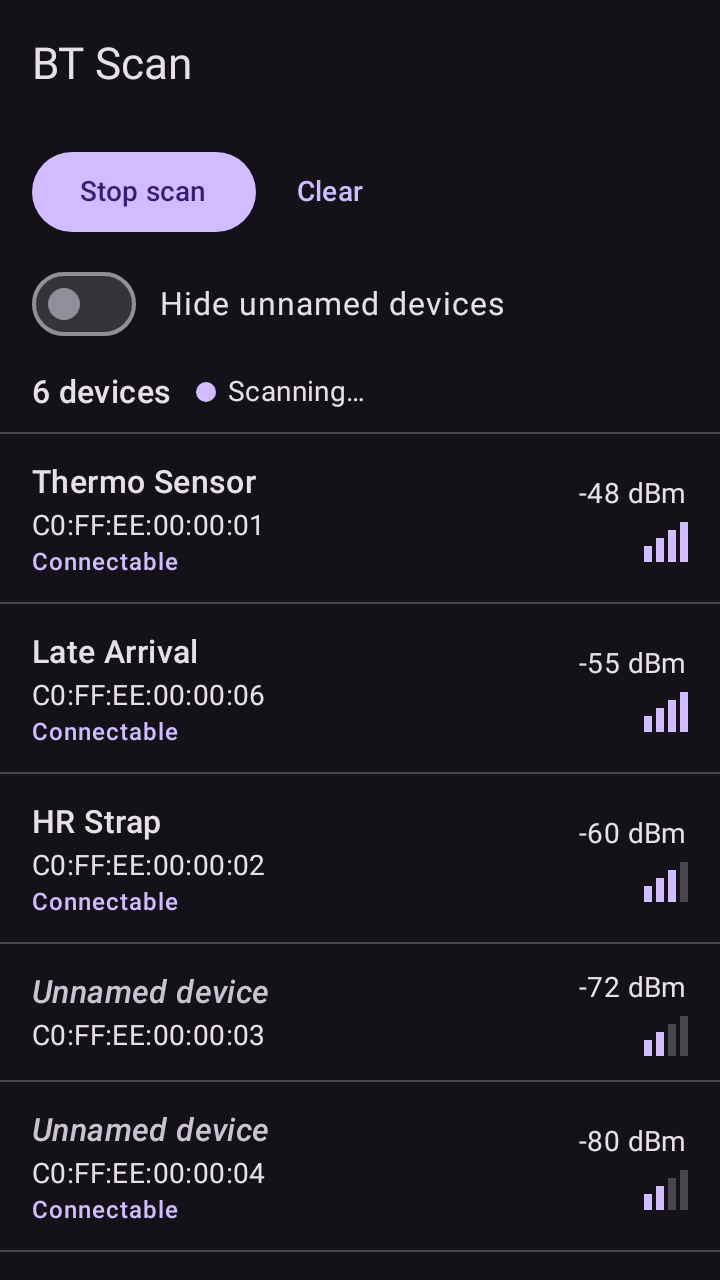 BT Scan
Stop scan
Clear
Hide unnamed devices
6 devices
Scanning…
Thermo Sensor
-48 dBm
C0:FF:EE:00:00:01
Connectable
Late Arrival
-55 dBm
C0:FF:EE:00:00:06
Connectable
HR Strap
-60 dBm
C0:FF:EE:00:00:02
Connectable
Unnamed device
-72 dBm
C0:FF:EE:00:00:03
Unnamed device
-80 dBm
C0:FF:EE:00:00:04
Connectable